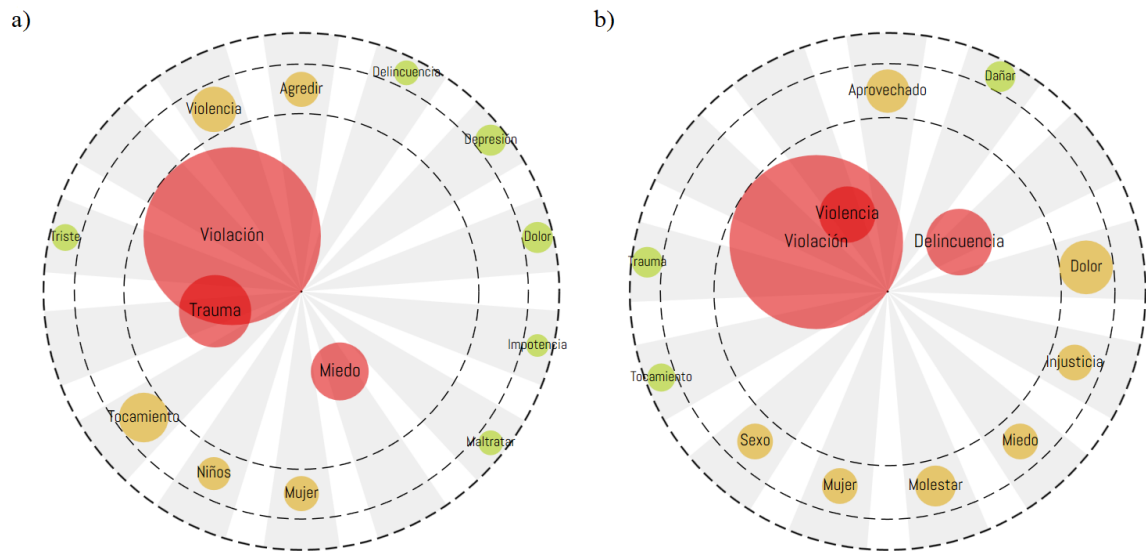 a)
Delincuencia
Agredir
Violencia
Depresión
Violación
Triste
Dolor
Trauma
Impotencia
Miedo
Tocamiento
Maltratar
Niños
Mujer
b)
Dañar
Aprovechado
Violencia
Violación
Delincuencia
Trauma
Dolor
Injusticia
Tocamiento
Sexo
Miedo
Mujer
Molestar